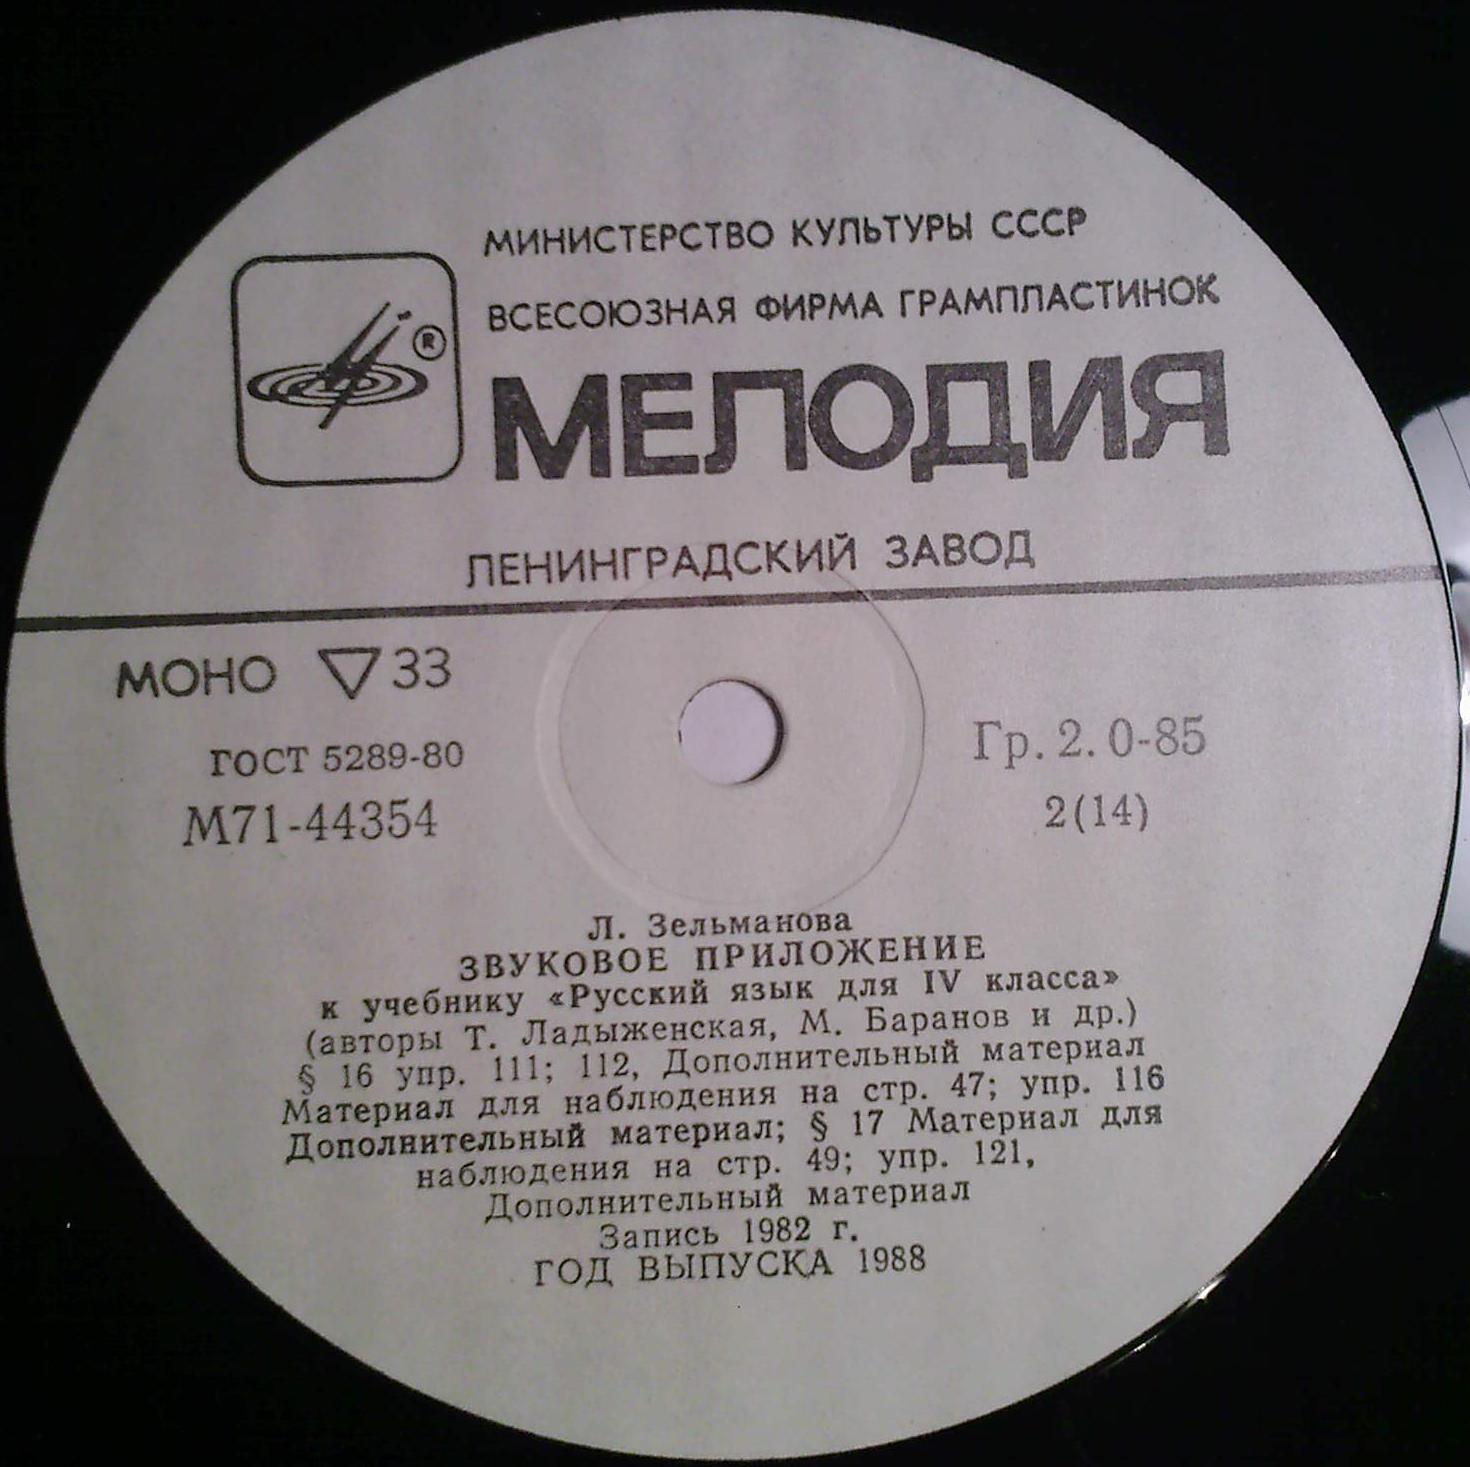 МИНИСТЕРСТВО КУЛЬТУРЫ СССР
ВСЕСОЮЗНАЯ ФИРМА ГРАМПЛАСТИНОК
®
МЕЛОДИЯ
ЛЕНИНГРАДСКИЙ ЗАВОД
МОНО ▽ 33
ГОСТ 5289-80
М71-44354
Гр. 2. 0-85
2(14)
Л. Зельманова
ЗВУКОВОЕ ПРИЛОЖЕНИЕ
к учебнику «Русский язык для IV класса»
(авторы Т. Ладыженская, М. Баранов и др.)
§ 16 упр. 111; 112, Дополнительный материал
Материал для наблюдения на стр. 47; упр. 116
Дополнительный материал; § 17 Материал для
наблюдения на стр. 49; упр. 121,
Дополнительный материал
Запись 1982 г.
ГОД ВЫПУСКА 1988